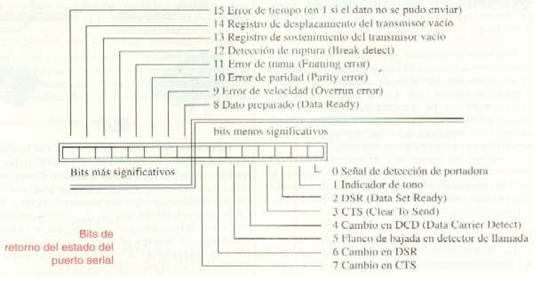 15 Error de tiempo (en 1 si el dato no se pudo enviar)
14 Registro de desplazamiento del transmisor vacío
13 Registro de sostenimiento del transmisor vacío
12 Detección de ruptura (Break detect)
11 Error de trama (Framing error)
10 Error de paridad (Parity error)
9 Error de velocidad (Overrun error)
8 Dato preparado (Data Ready)
bits menos significativos
Bits más significativos
0 Señal de detección de portadora
1 Indicador de tono
2 DSR (Data Set Ready)
3 CTS (Clear To Send)
4 Cambio en DCD (Data Carrier Detect)
5 Flanco de bajada en detector de llamada
6 Cambio en DSR
7 Cambio en CTS
Bits de
retorno del estado del
puerto serial